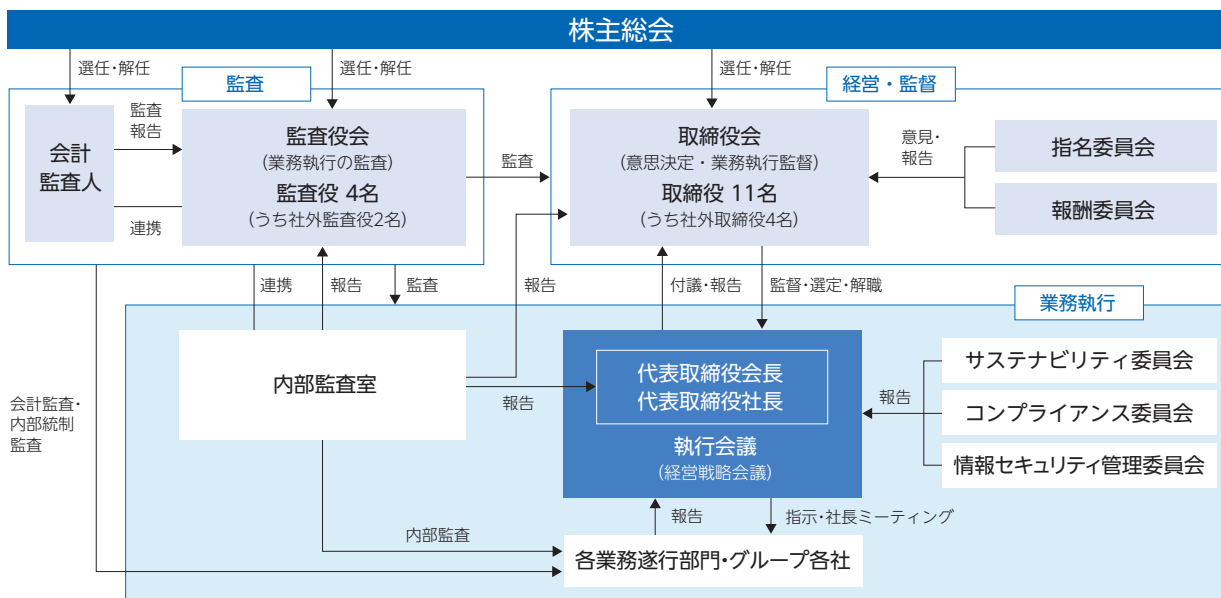 株主総会
選任・解任
選任・解任
選任・解任
監査
経営・監督
会計
監査人
監査
報告
連携
監査役会
(業務執行の監査)
監査役 4名
(うち社外監査役2名)
監査
取締役会
(意思決定・業務執行監督)
取締役 11名
(うち社外取締役4名)
意見・
報告
指名委員会
報酬委員会
連携
報告
監査
報告
付議・報告
監督・選定・解職
業務執行
内部監査室
報告
代表取締役会長
代表取締役社長
執行会議
(経営戦略会議)
報告
サステナビリティ委員会
コンプライアンス委員会
情報セキュリティ管理委員会
会計監査・
内部統制
監査
報告
指示・社長ミーティング
内部監査
各業務遂行部門・グループ各社